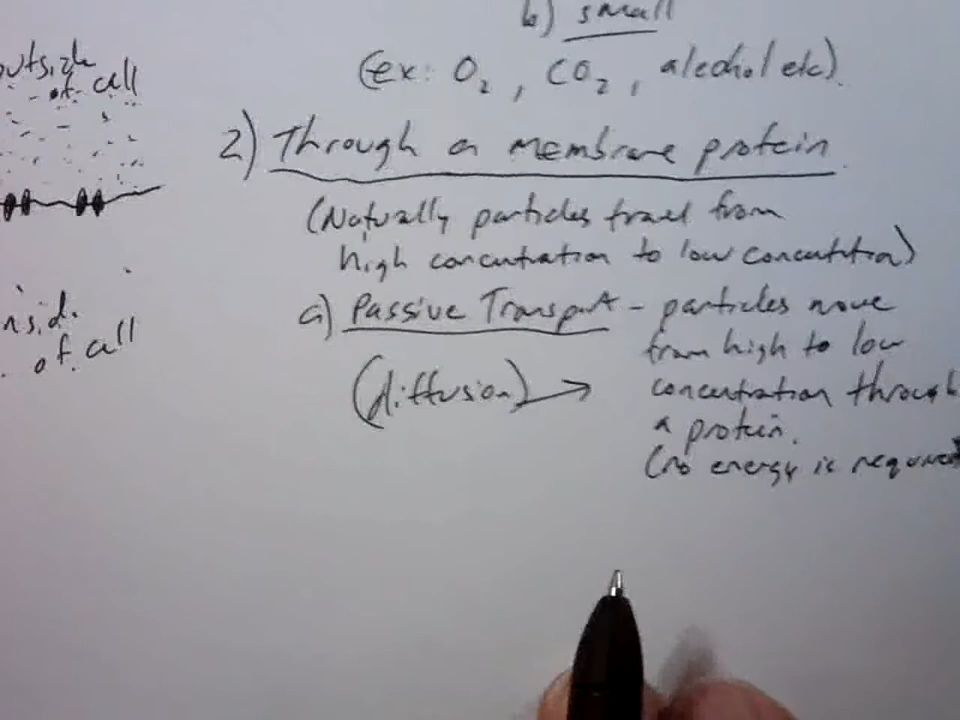 b) small
(ex: O2, CO2, alcohol etc).
outside
of cell
2) Through a membrane protein.
(Naturally particles travel from
high concentration to low concentration)
a) Passive Transport - particles move
from high to low
(diffusion) → concentration through
a protein.
(no energy is required
insid.
of cell